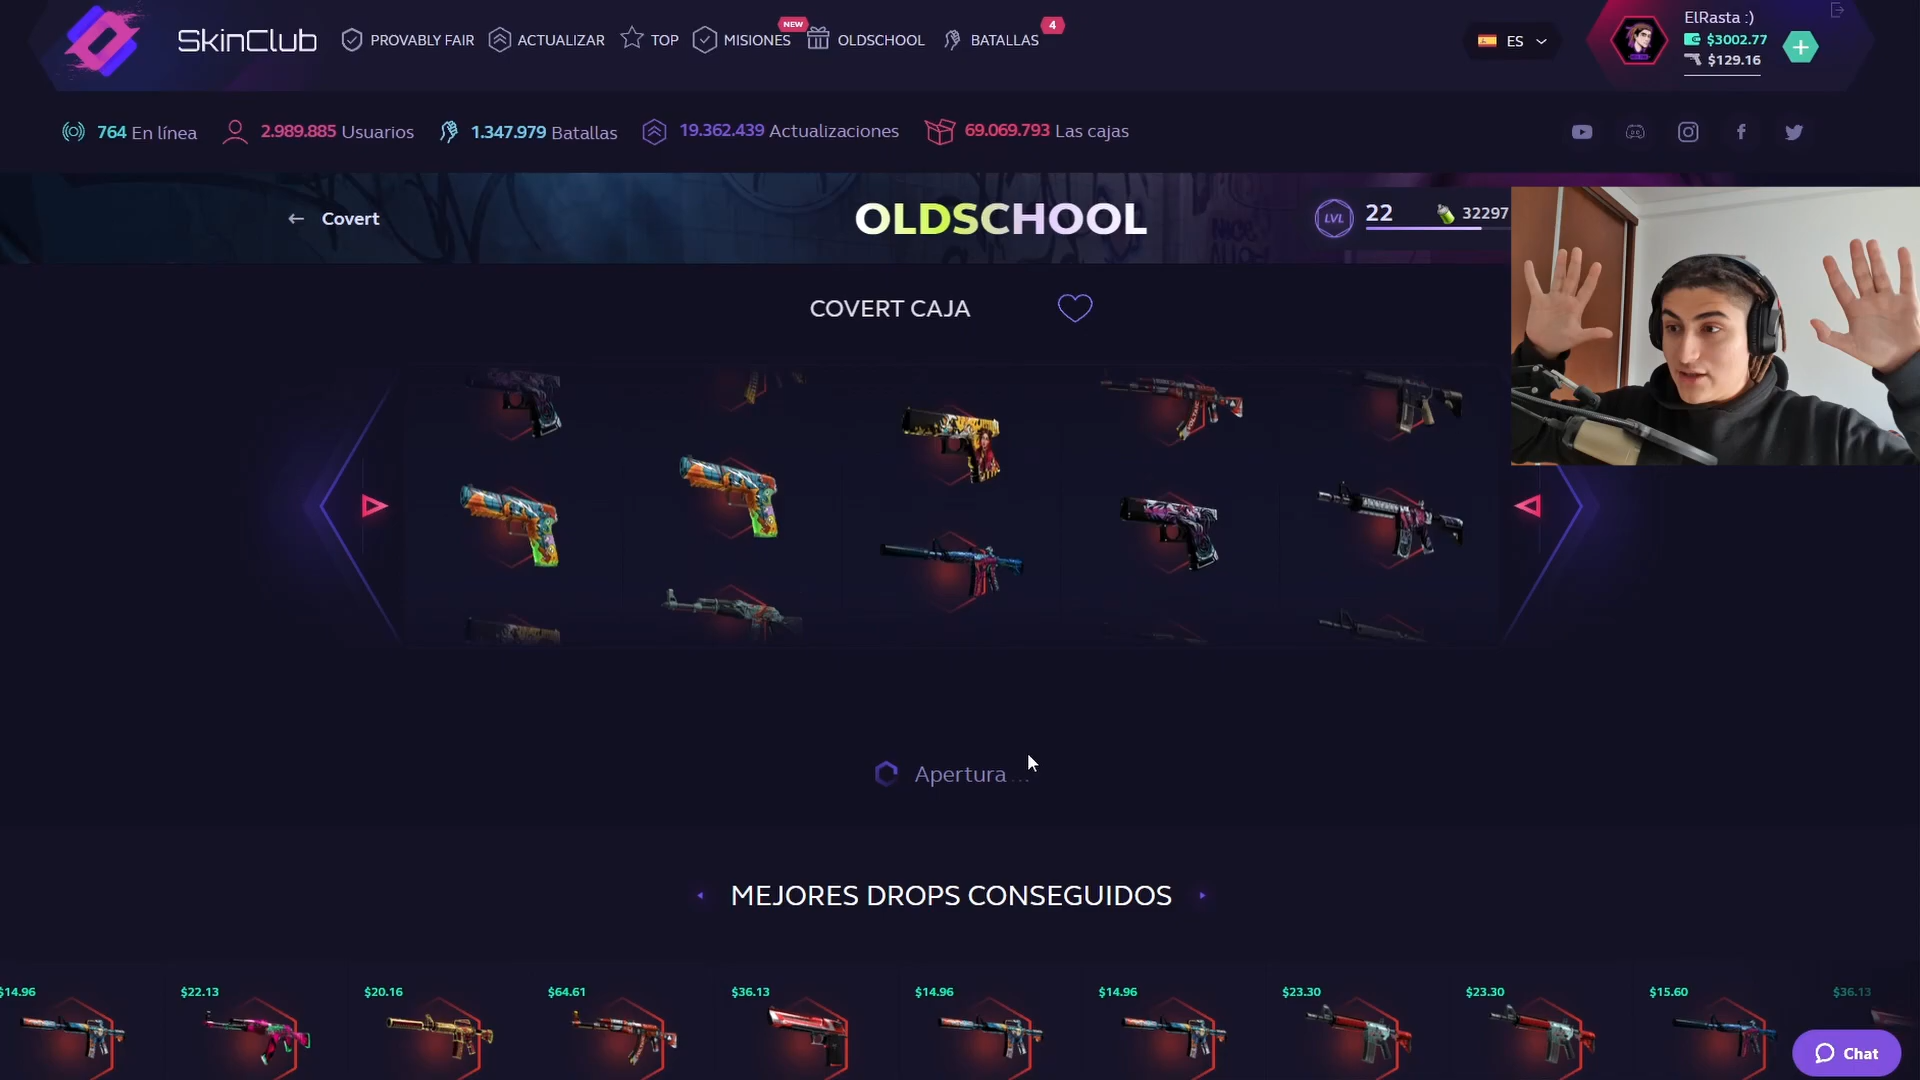 SkinClub
PROVABLY FAIR
ACTUALIZAR
TOP
NEW
MISIONES
OLDSCHOOL
BATALLAS
4
ES
ElRasta :)
$3002.77
$129.16
764 En línea
2.989.885 Usuarios
1.347.979 Batallas
19.362.439 Actualizaciones
69.069.793 Las cajas
← Covert
OLDSCHOOL
LVL
22
32297
COVERT CAJA
Apertura ...
MEJORES DROPS CONSEGUIDOS
$14.96
$22.13
$20.16
$64.61
$36.13
$14.96
$14.96
$23.30
$23.30
$15.60
$36.13
Chat